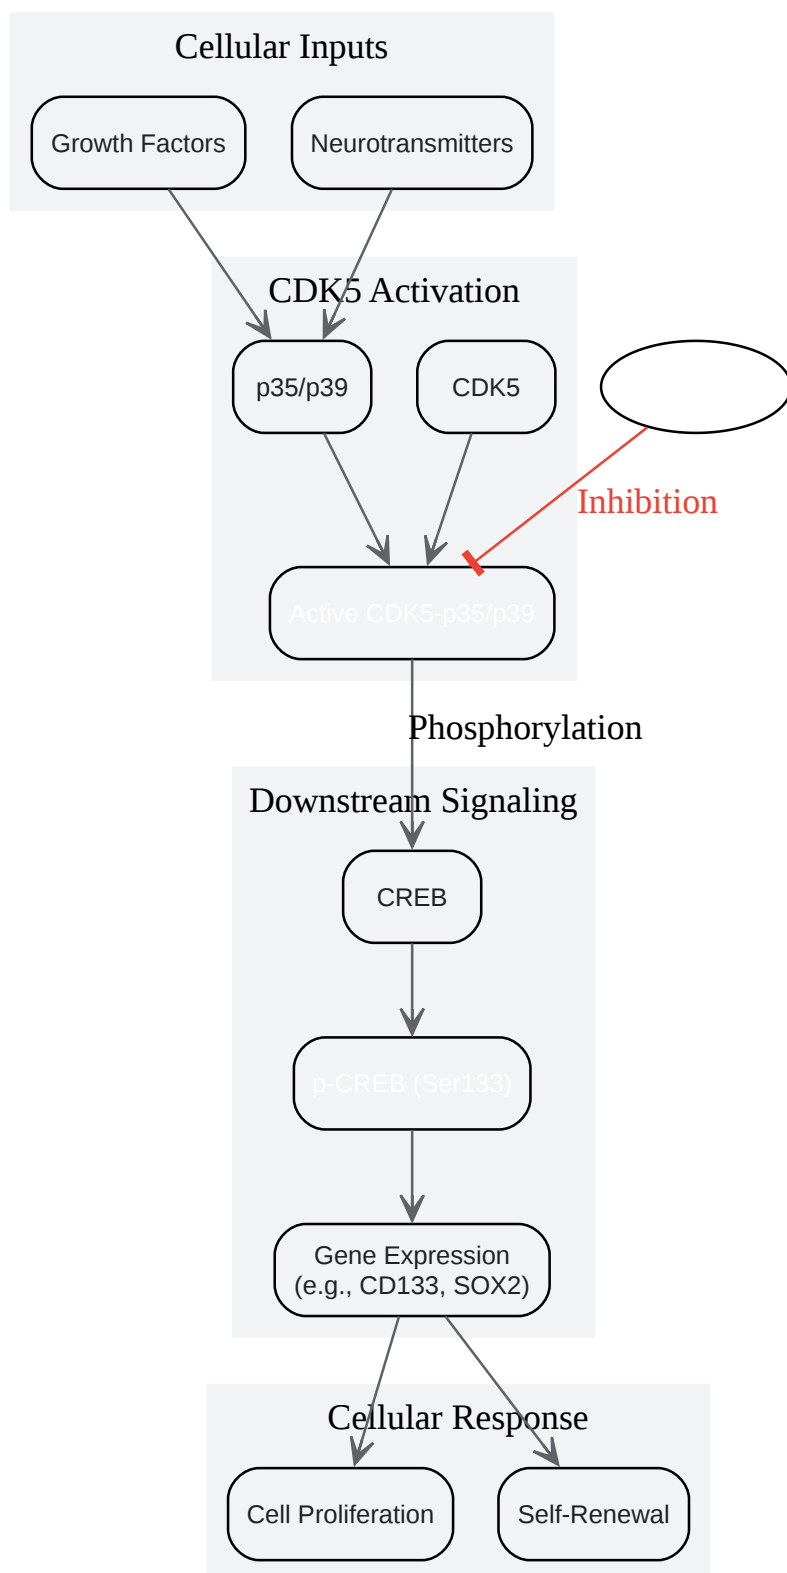 Cellular Inputs
Growth Factors
Neurotransmitters
CDK5 Activation
p35/p39
CDK5
Inhibition
Active CDK5-p35/p39
Phosphorylation
Downstream Signaling
CREB
p-CREB (Ser133)
Gene Expression
(e.g., CD133, SOX2)
Cellular Response
Cell Proliferation
Self-Renewal